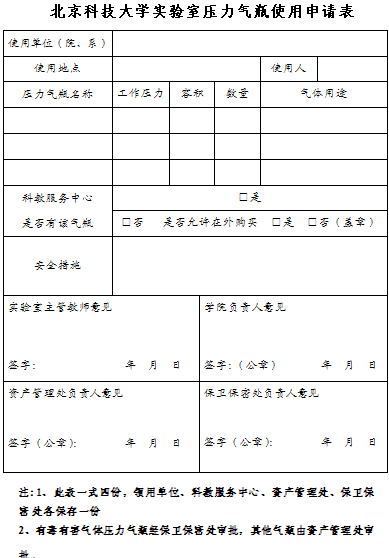 北京科技大学实验室压力气瓶使用申请表
使用单位（院、系）
使用地点 使用人
压力气瓶名称 工作压力 容积 数量 气体用途
科教服务中心
是否有该气瓶
□是
□否 是否允许在外购买 □是 □否（盖章）
安全措施
实验室主管教师意见
签字： 年 月 日
学院负责人意见
签字：（公章） 年 月 日
资产管理处负责人意见
签字（公章）： 年 月 日
保卫保密处负责人意见
签字（公章）： 年 月 日
注：1、此表一式四份，领用单位、科教服务中心、资产管理处、保卫保
密处各保存一份
2、有毒有害气体压力气瓶经保卫保密处审批，其他气瓶由资产管理处审
批。